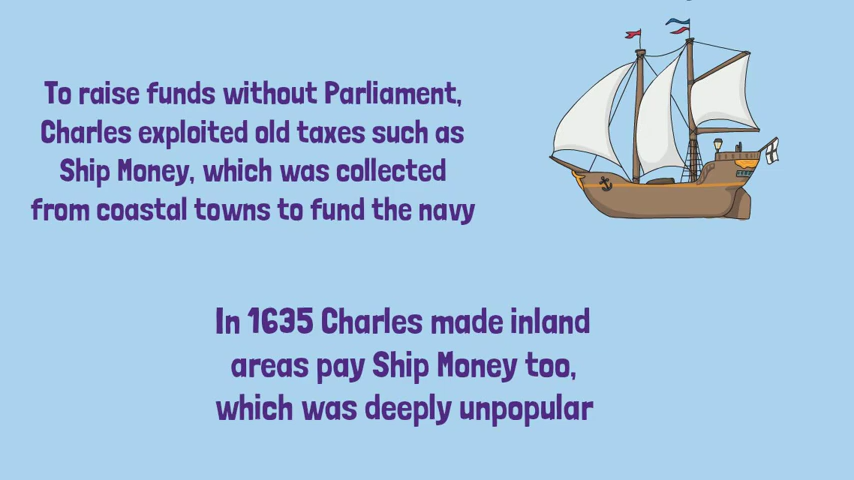 To raise funds without Parliament,
Charles exploited old taxes such as
Ship Money, which was collected
from coastal towns to fund the navy
In 1635 Charles made inland
areas pay Ship Money too,
which was deeply unpopular